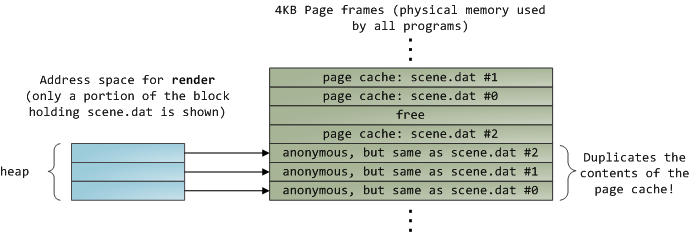 4KB Page frames (physical memory used
by all programs)
Address space for render
(only a portion of the block
holding scene.dat is shown)
page cache: scene.dat #1
page cache: scene.dat #0
free
page cache: scene.dat #2
heap
anonymous, but same as scene.dat #2
anonymous, but same as scene.dat #1
anonymous, but same as scene.dat #0
Duplicates the
contents of the
page cache!